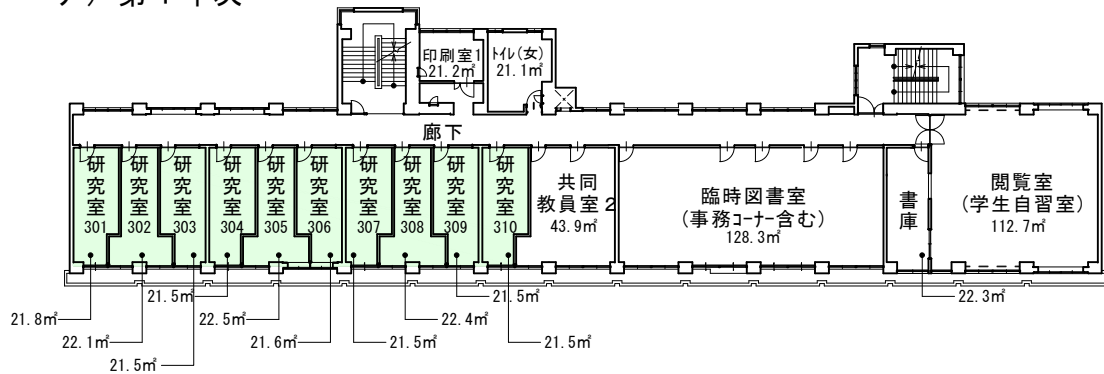 印刷室1
21.2㎡
ﾄｲﾚ(女)
21.1㎡
廊下
研究室
301
研究室
302
研究室
303
研究室
304
研究室
305
研究室
306
研究室
307
研究室
308
研究室
309
研究室
310
共同
教員室2
43.9㎡
臨時図書室
(事務ｺｰﾅｰ含む)
128.3㎡
書庫
閲覧室
(学生自習室)
112.7㎡
21.5㎡
21.5㎡
22.3㎡
21.8㎡
22.5㎡
22.4㎡
22.1㎡
21.6㎡
21.5㎡
21.5㎡
21.5㎡